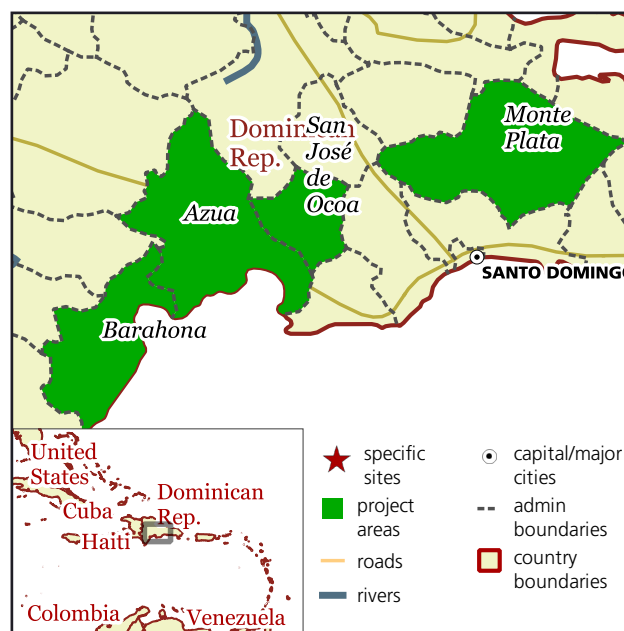 Monte
Plata
Dominican
Rep.
San
José
de
Ocoa
Azua
SANTO DOMINGO
Barahona
United
States
Cuba
Dominican
Rep.
Haiti
Colombia
Venezuela
specific
sites
project
areas
roads
rivers
capital/major
cities
admin
boundaries
country
boundaries